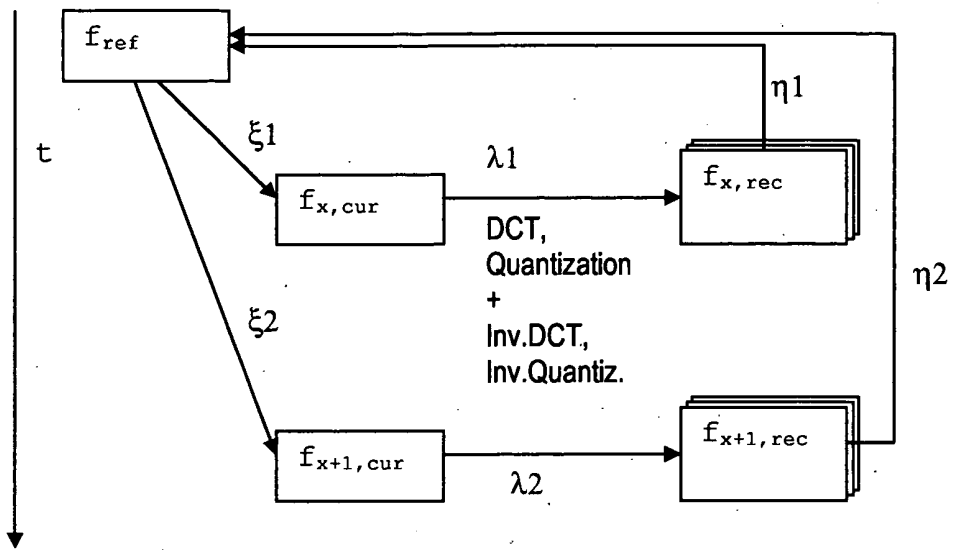 f_ref
η1
t
ξ1
λ1
f_x,cur
f_x,rec
DCT,
Quantization
+
Inv.DCT,
Inv.Quantiz.
η2
ξ2
f_x+1,cur
f_x+1,rec
λ2